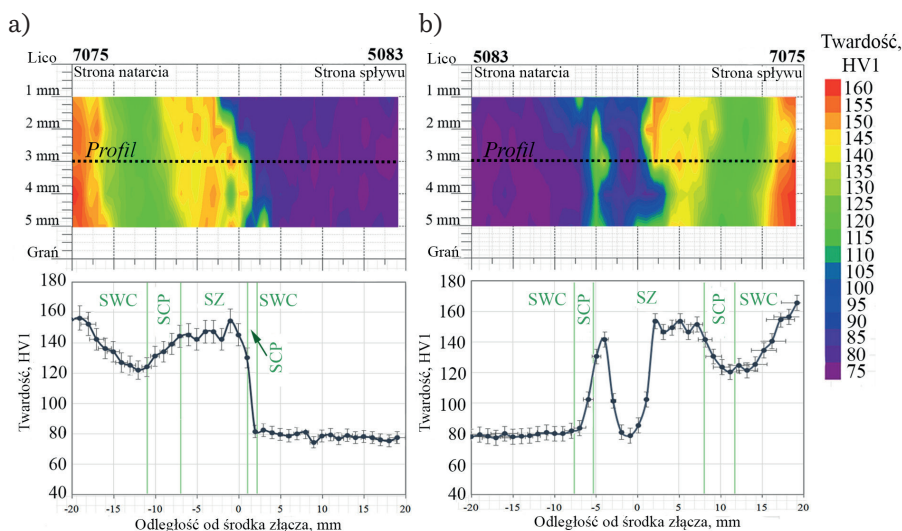 a)
7075 5083
Lico
Strona natarcia Strona spływu
1 mm
2 mm
Profil
3 mm
4 mm
5 mm
Grań
180
160
140
120
100
80
60
40
Twardość, HV1
SWC SCP SZ SWC
SCP
-20 -15 -10 -5 0 5 10 15 20
Odległość od środka złącza, mm
b)
5083 7075
Lico
Strona natarcia Strona spływu
1 mm
2 mm
Profil
3 mm
4 mm
5 mm
Grań
180
160
140
120
100
80
60
40
Twardość, HV1
SWC SCP SZ SCP SWC
-20 -15 -10 -5 0 5 10 15 20
Odległość od środka złącza, mm
Twardość,
HV1
160
155
150
145
140
130
125
120
115
110
105
100
95
90
85
80
75